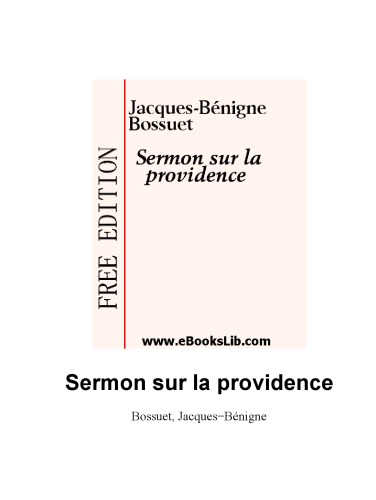 Jacques-Bénigne
Bossuet
Sermon sur la
providence
FREE EDITION
www.eBooksLib.com
Sermon sur la providence
Bossuet, Jacques−Bénigne